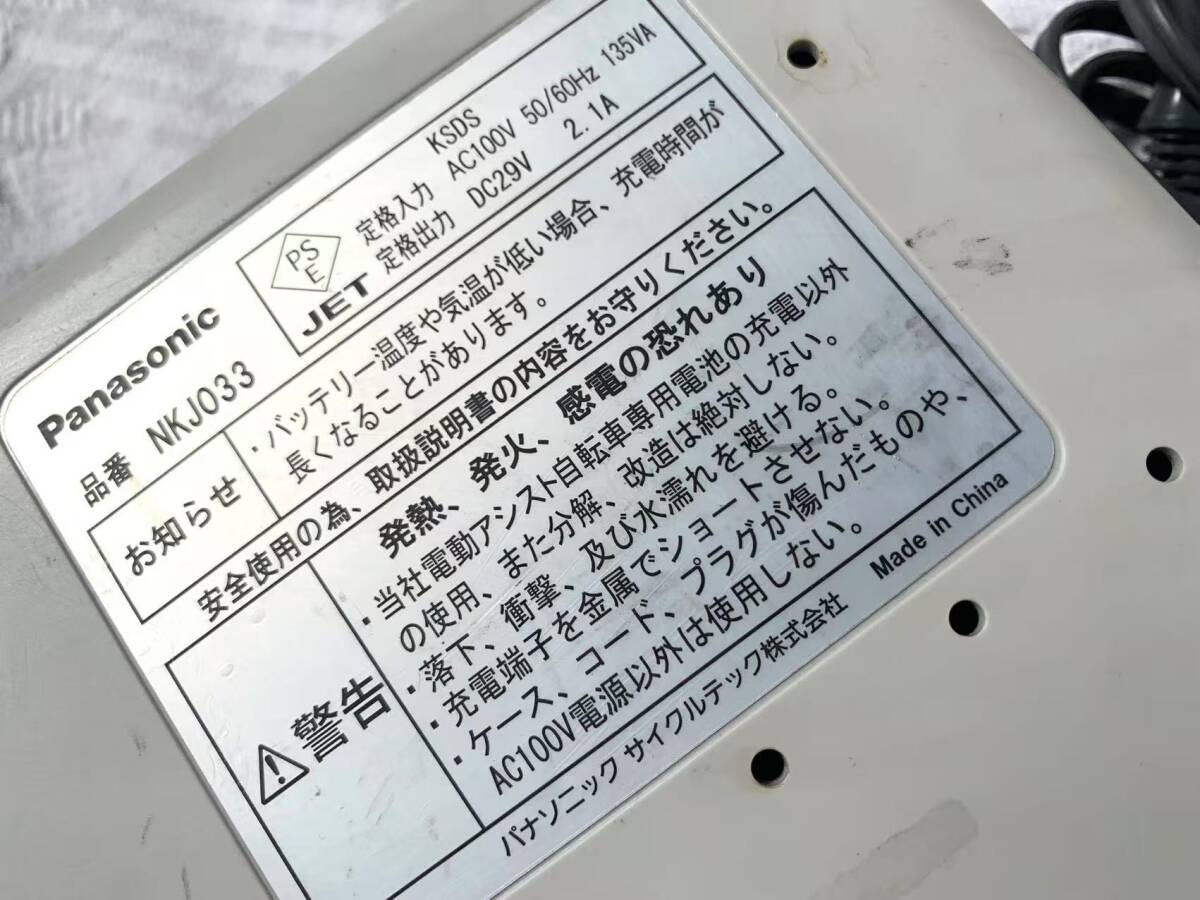 Panasonic
品番 NKJ033
PS
E
JET
KSDS
定格入力 AC100V 50/60Hz 135VA
定格出力 DC29V 2.1A
お知らせ
・バッテリー温度や気温が低い場合、充電時間が
長くなることがあります。
安全使用の為、取扱説明書の内容をお守りください。
警告
発熱、発火、感電の恐れあり
・当社電動アシスト自転車専用電池の充電以外
の使用、また分解、改造は絶対しない。
・落下、衝撃、及び水濡れを避ける。
・充電端子を金属でショートさせない。
・ケース、コード、プラグが傷んだものや、
AC100V電源以外は使用しない。
パナソニック サイクルテック株式会社
Made in China